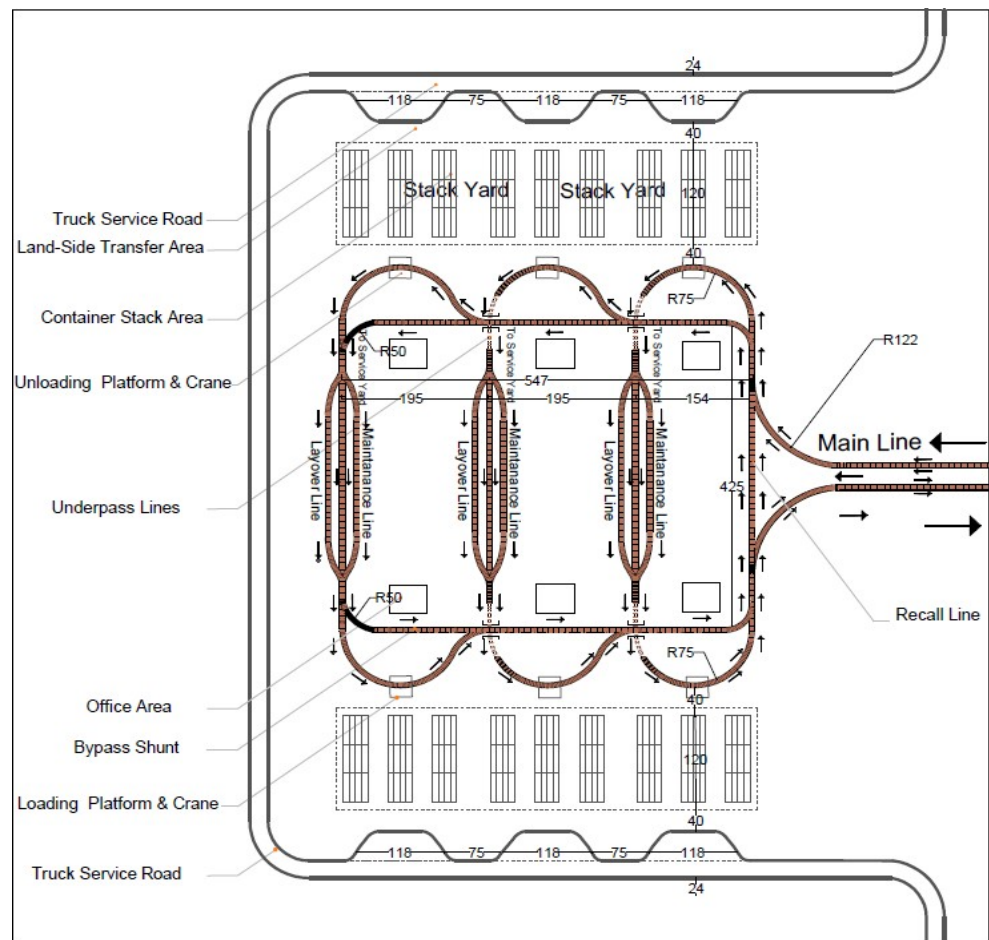 24
118
75
118
75
118
40
Stack Yard
Stack Yard
120
Truck Service Road
Land-Side Transfer Area
40
R75
Container Stack Area
R50
To Service Yard
To Service Yard
To Service Yard
R122
Unloading Platform & Crane
547
195
195
154
Main Line
Layover Line
Maintanance Line
Layover Line
Maintanance Line
Layover Line
Maintanance Line
425
Underpass Lines
R50
Recall Line
R75
Office Area
40
Bypass Shunt
120
Loading Platform & Crane
40
118
75
118
75
118
Truck Service Road
24